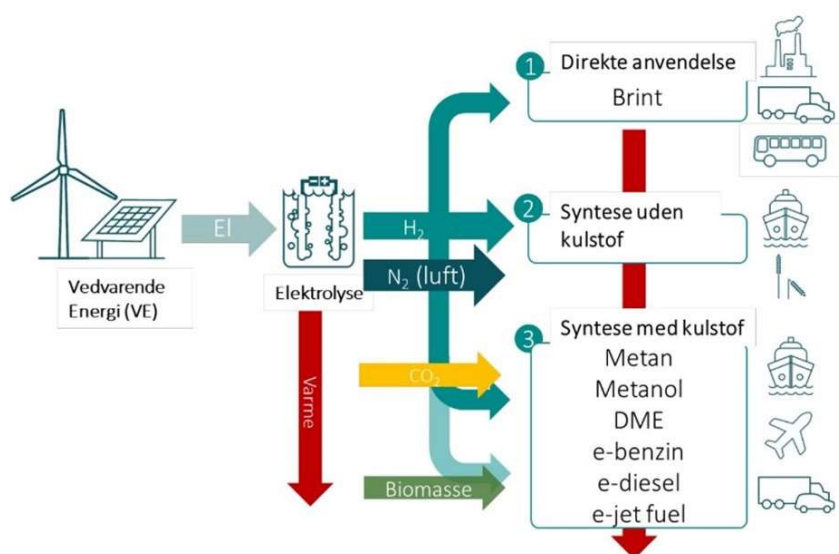 1 Direkte anvendelse
Brint
El
H₂
2 Syntese uden
kulstof
N₂ (luft)
Vedvarende
Energi (VE)
Elektrolyse
Varme
3 Syntese med kulstof
CO₂
Metan
Metanol
DME
e-benzin
e-diesel
e-jet fuel
Biomasse